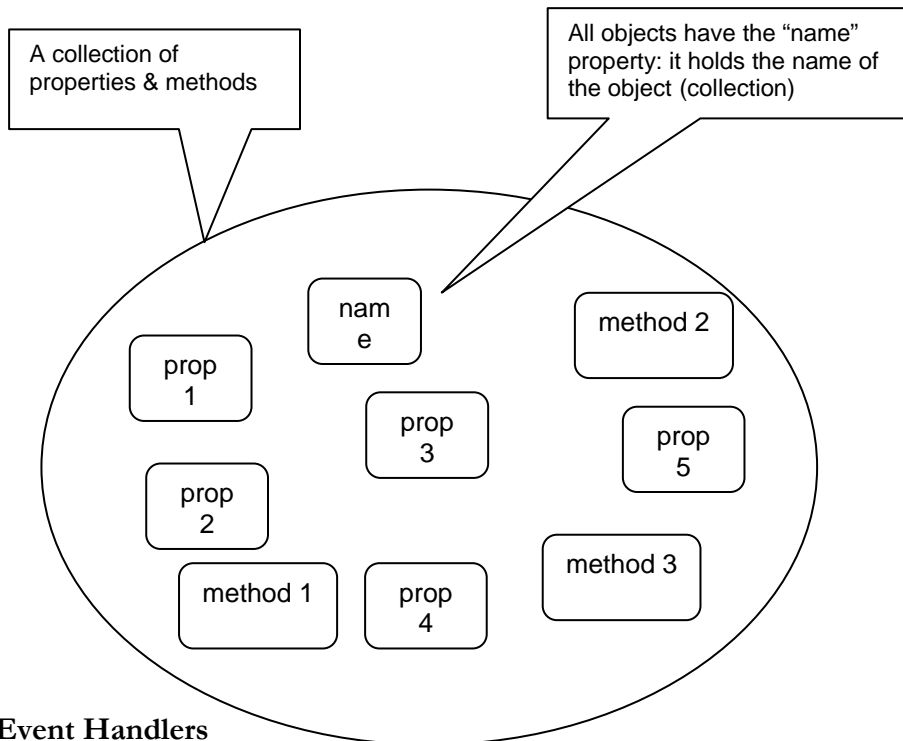 A collection of
properties & methods
All objects have the “name”
property: it holds the name of
the object (collection)
nam
e
method 2
prop
1
prop
3
prop
5
prop
2
method 1
prop
4
method 3
Event Handlers